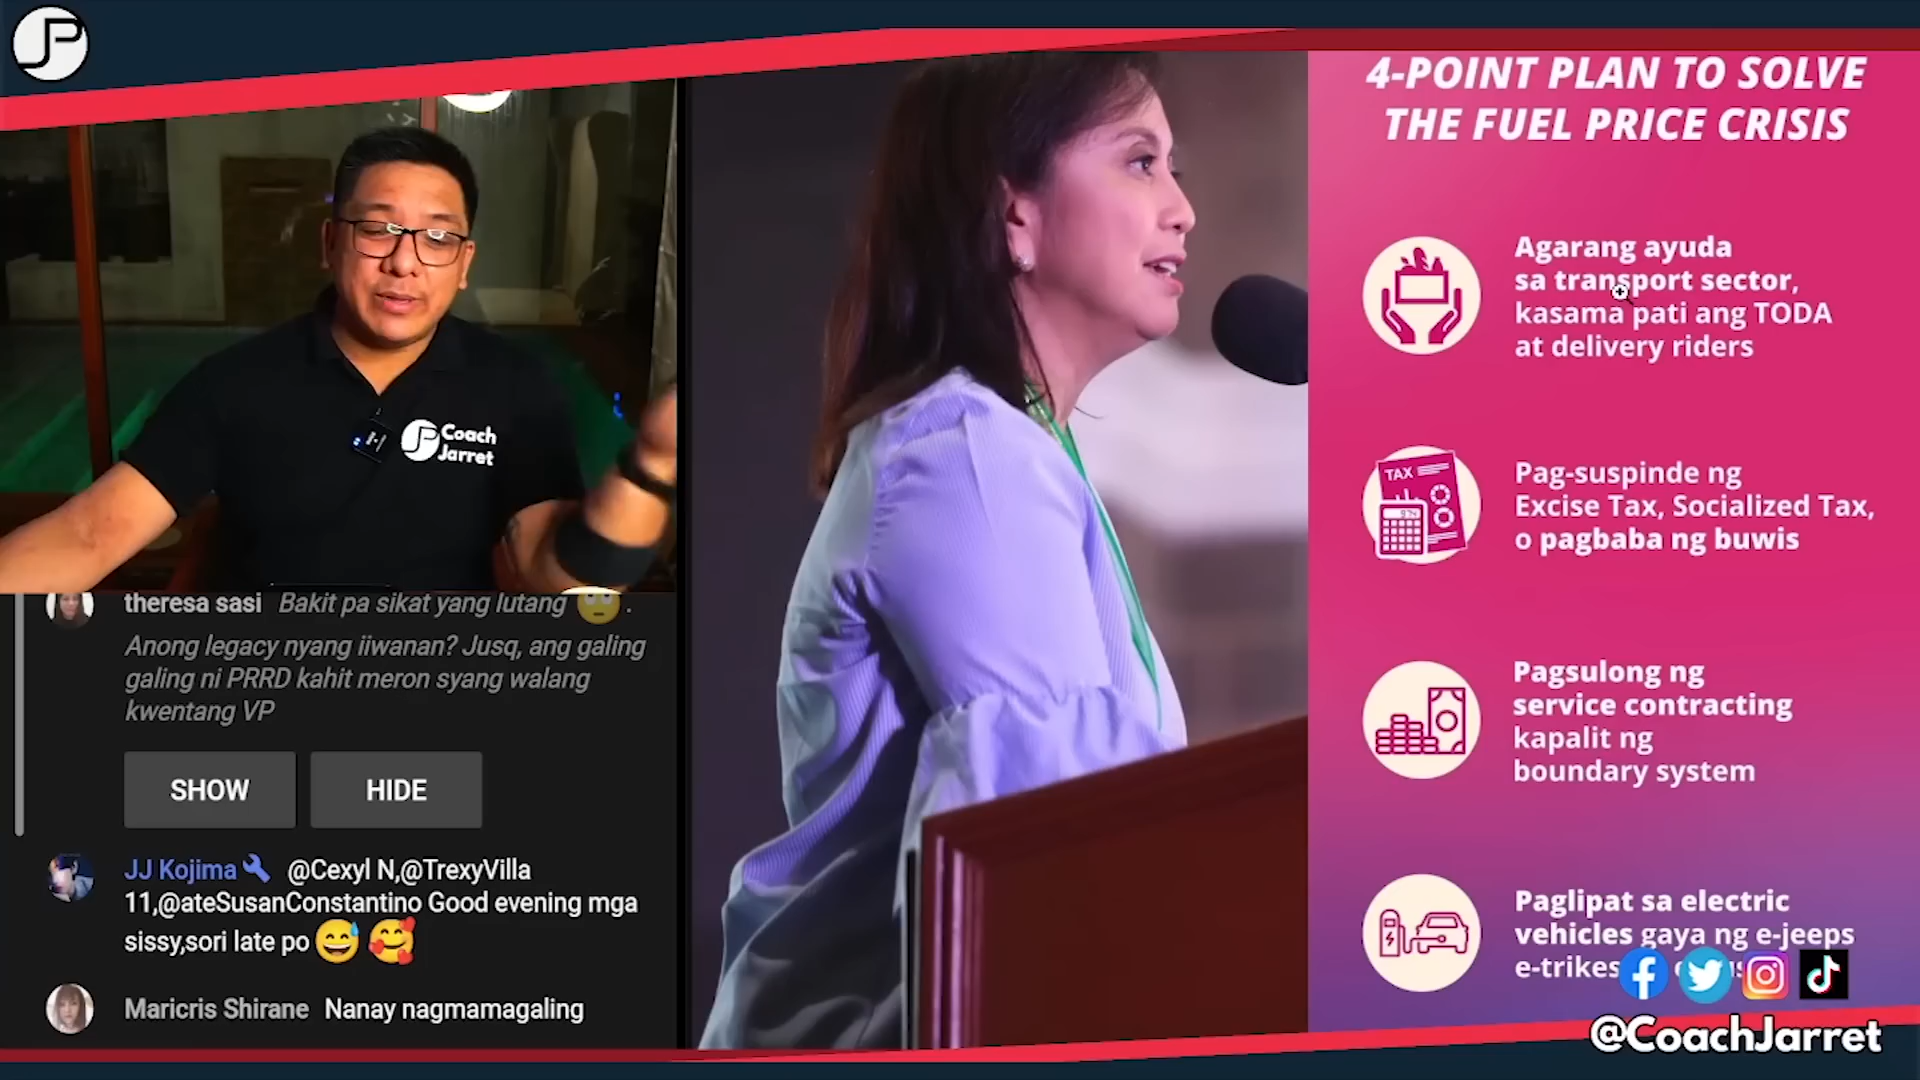 JP
4-POINT PLAN TO SOLVE
THE FUEL PRICE CRISIS
Agarang ayuda
sa transport sector,
kasama pati ang TODA
at delivery riders
TAX
Pag-suspinde ng
Excise Tax, Socialized Tax,
o pagbaba ng buwis
Pagsulong ng
service contracting
kapalit ng
boundary system
Paglipat sa electric
vehicles gaya ng e-jeeps
e-trikes
JP Coach
Jarret
theresa sasi Bakit pa sikat yang lutang 🙄 .
Anong legacy nyang iiwanan? Jusq, ang galing
galing ni PRRD kahit meron syang walang
kwentang VP
SHOW HIDE
JJ Kojima @Cexyl N,@TrexyVilla
11,@ateSusanConstantino Good evening mga
sissy,sori late po 😅 🥰
Maricris Shirane Nanay nagmamagaling
@CoachJarret